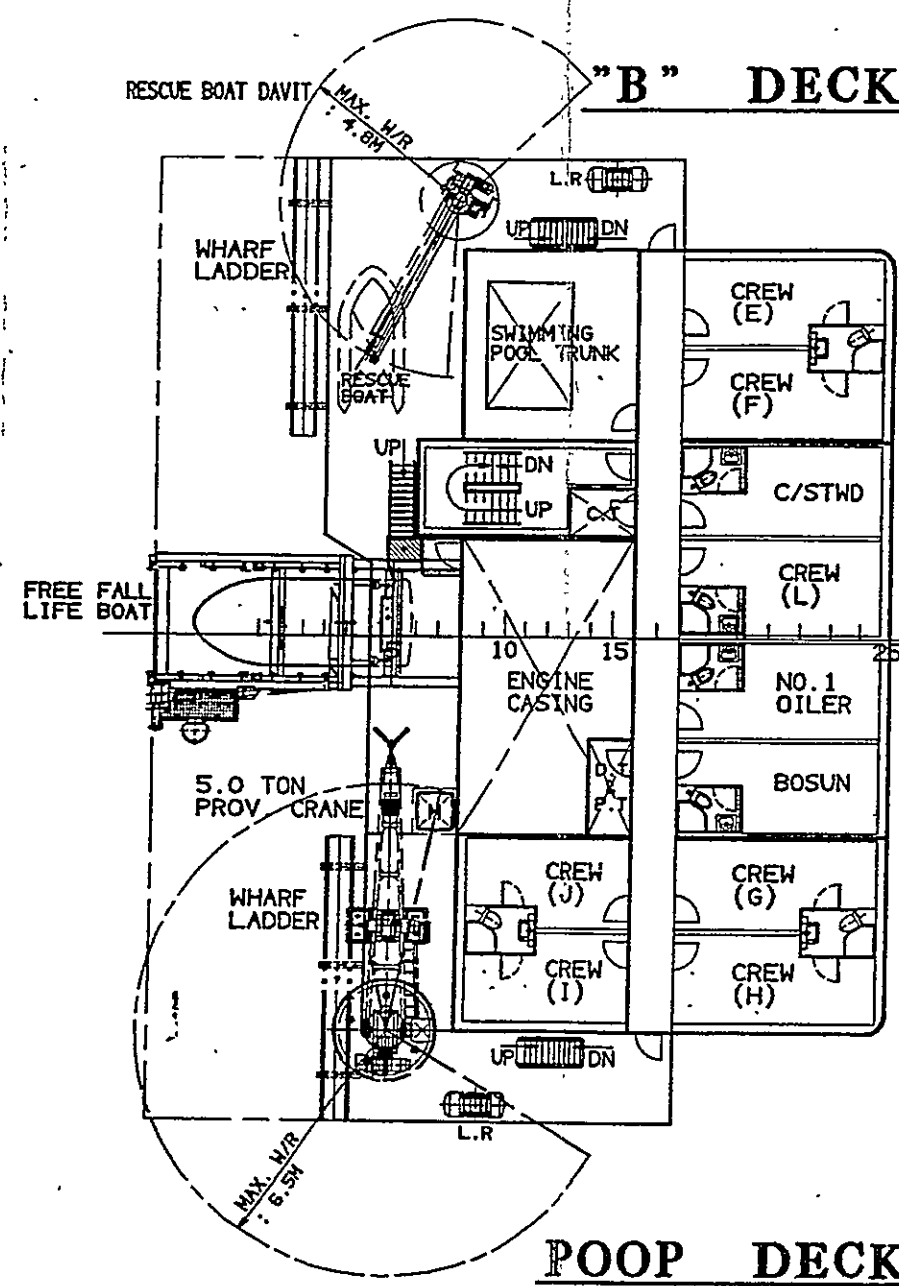 "B" DECK
RESCUE BOAT DAVIT
MAX. W/R
: 4.8M
L.R
UP DN
WHARF
LADDER
CREW
(E)
SWIMMING
POOL TRUNK
CREW
(F)
RESCUE
BOAT
UP
DN
UP
C/STWD
FREE FALL
LIFE BOAT
CREW
(L)
10 15 25
ENGINE
CASING
NO.1
OILER
5.0 TON
PROV CRANE
BOSUN
P.T
H
CREW
(J)
CREW
(G)
WHARF
LADDER
CREW
(I)
CREW
(H)
UP DN
L.R
MAX. W/R
: 6.5M
POOP DECK